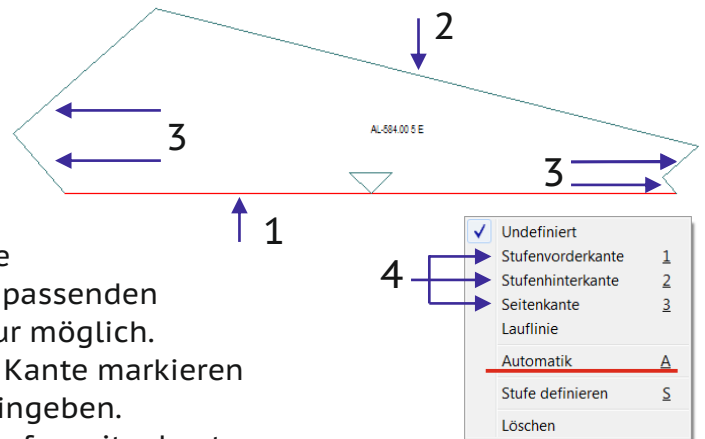 2
AL-584.00 5 E
3
3
1
passenden
ur möglich.
Kante markieren
ingeben.
4
Undefiniert
Stufenvorderkante 1
Stufenhinterkante 2
Seitenkante 3
Lauflinie
Automatik A
Stufe definieren S
Löschen